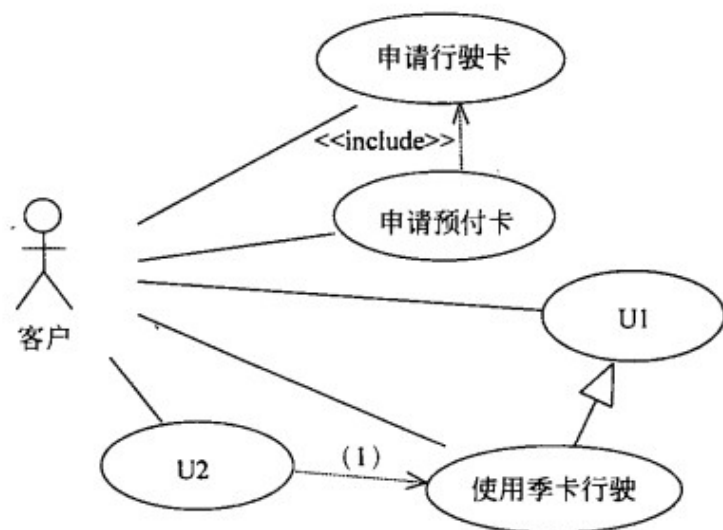 申请行驶卡
<<include>>
申请预付卡
U1
客户
U2
(1)
使用季卡行驶